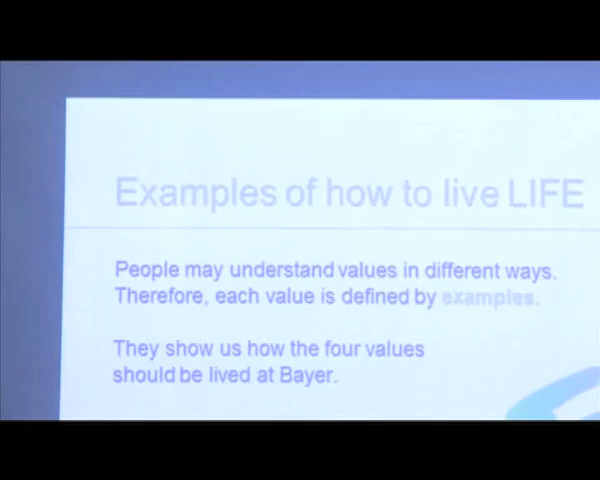 Examples of how to live LIFE
People may understand values in different ways.
Therefore, each value is defined by examples.
They show us how the four values
should be lived at Bayer.